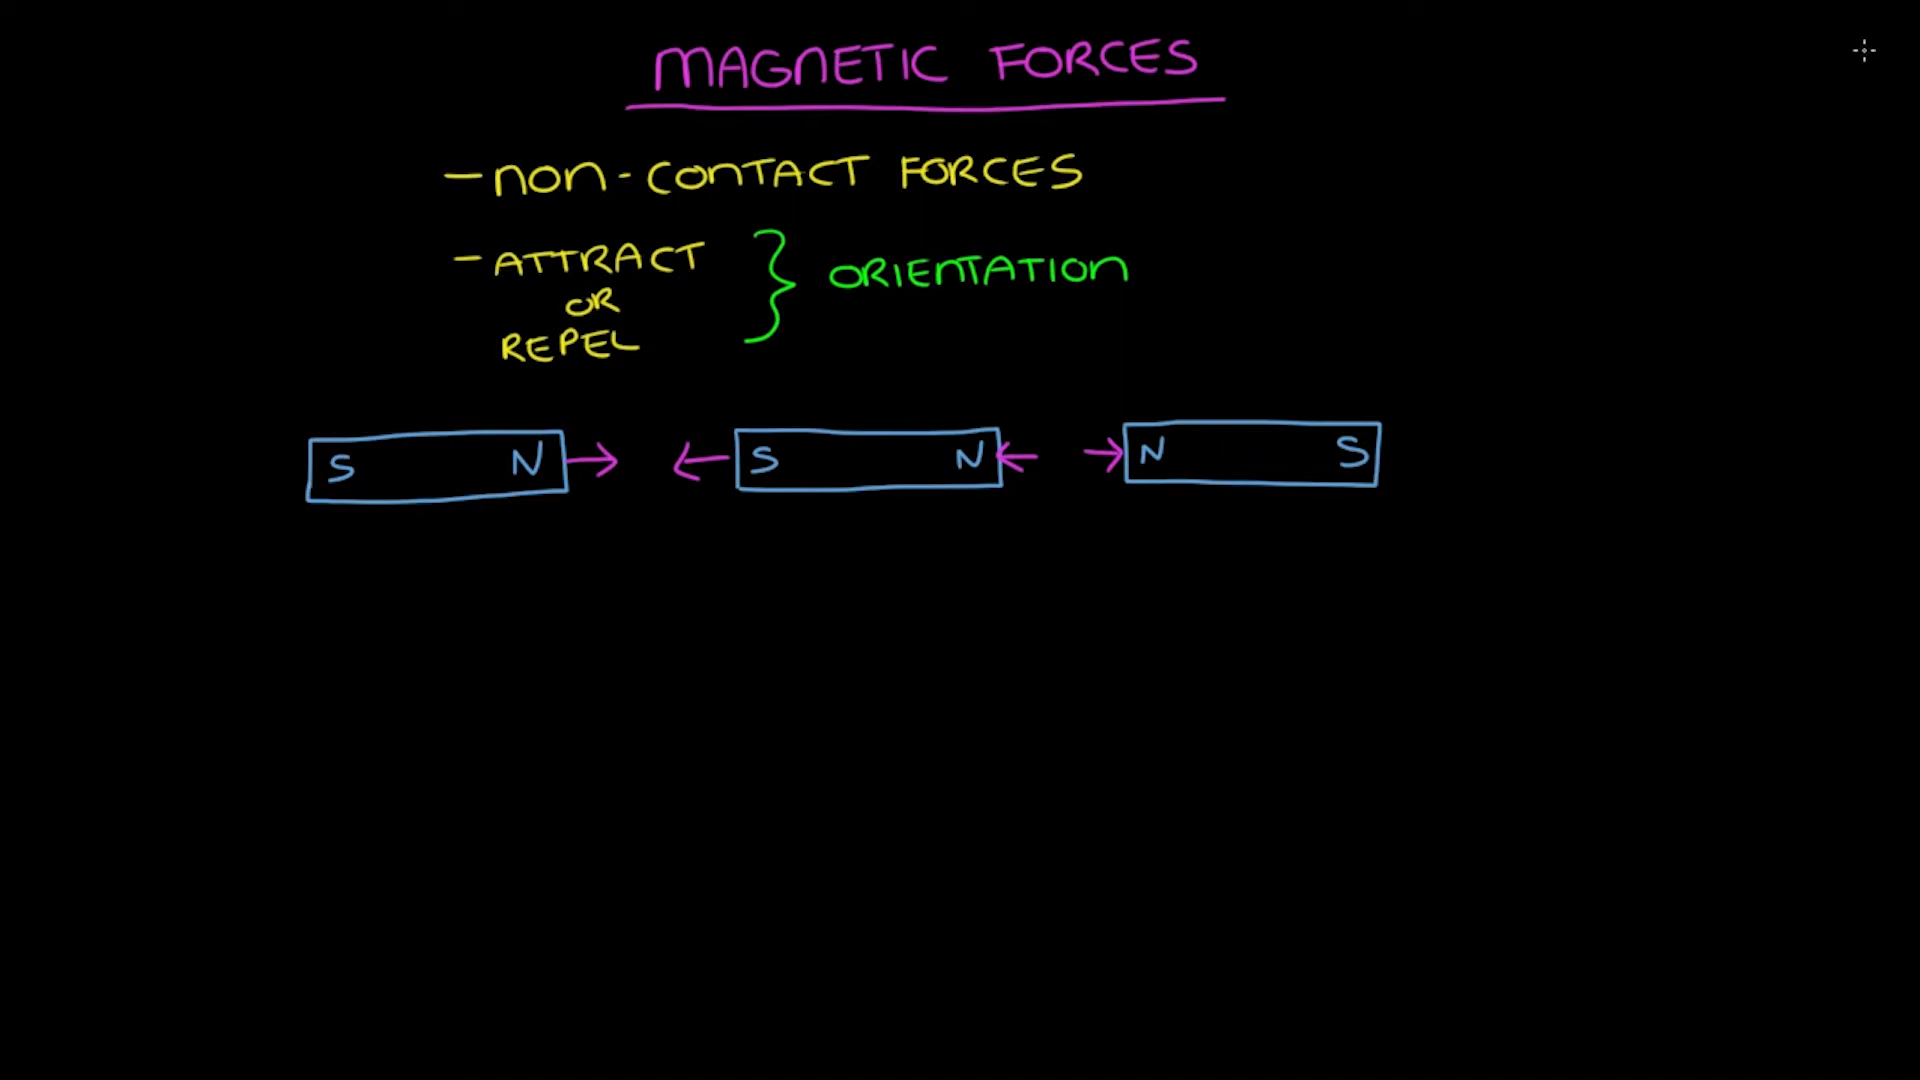 MAGNETIC FORCES
- NON-CONTACT FORCES
- ATTRACT
OR
REPEL
ORIENTATION
S N S N N S